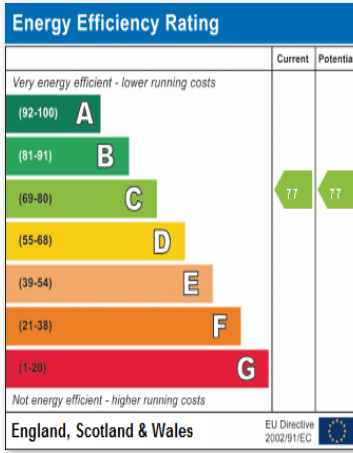 Energy Efficiency Rating
Current Potential
Very energy efficient - lower running costs
(92-100) A
(81-91) B
(69-80) C 77 77
(55-68) D
(39-54) E
(21-38) F
(1-20) G
Not energy efficient - higher running costs
England, Scotland & Wales
EU Directive
2002/91/EC